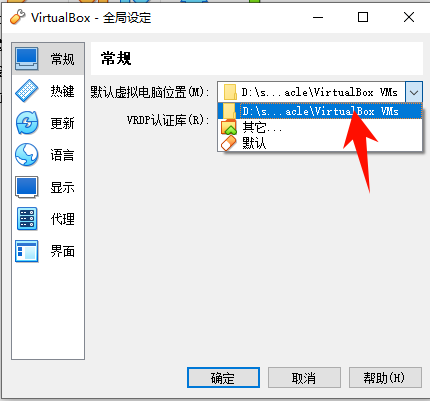 VirtualBox - 全局设定
常规
热键
更新
语言
显示
代理
界面
常规
默认虚拟电脑位置(M): D:\s...acle\VirtualBox VMs
D:\s...acle\VirtualBox VMs
VRDP认证库(R): 其它...
默认
确定 取消 帮助(H)